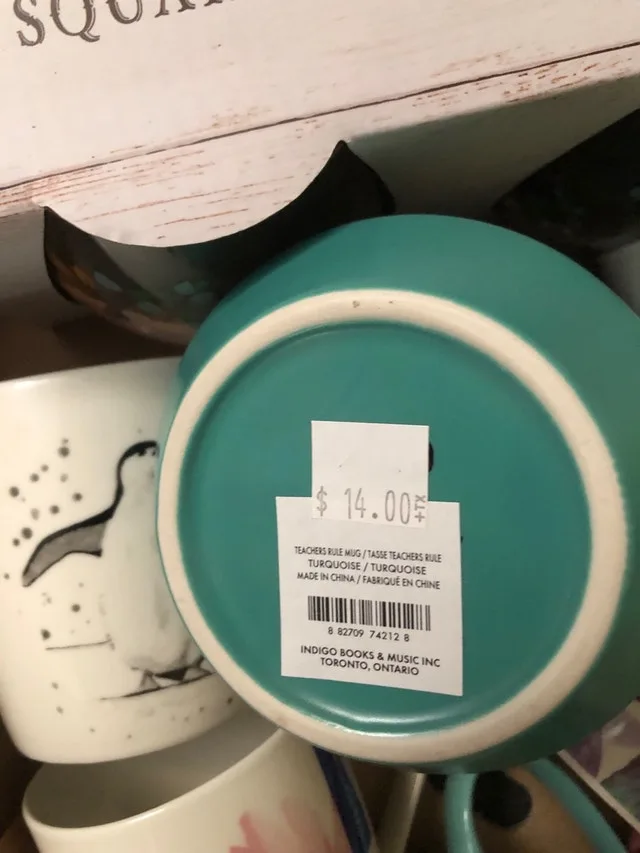 $ 14.00+TX
TEACHERS RULE MUG / TASSE TEACHERS RULE
TURQUOISE / TURQUOISE
MADE IN CHINA / FABRIQUÉ EN CHINE
8 82709 74212 8
INDIGO BOOKS & MUSIC INC
TORONTO, ONTARIO